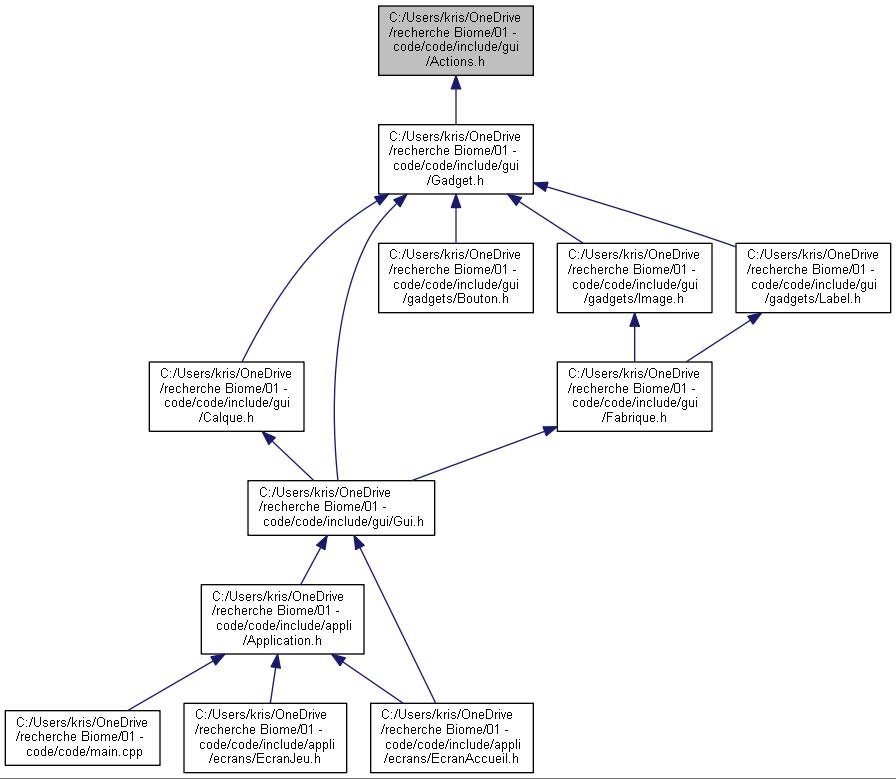 C:/Users/kris/OneDrive
/recherche Biome/01 -
code/code/include/gui
/Actions.h
C:/Users/kris/OneDrive
/recherche Biome/01 -
code/code/include/gui
/Gadget.h
C:/Users/kris/OneDrive
/recherche Biome/01 -
code/code/include/gui
/gadgets/Bouton.h
C:/Users/kris/OneDrive
/recherche Biome/01 -
code/code/include/gui
/gadgets/Image.h
C:/Users/kris/OneDrive
/recherche Biome/01 -
code/code/include/gui
/gadgets/Label.h
C:/Users/kris/OneDrive
/recherche Biome/01 -
code/code/include/gui
/Calque.h
C:/Users/kris/OneDrive
/recherche Biome/01 -
code/code/include/gui
/Fabrique.h
C:/Users/kris/OneDrive
/recherche Biome/01 -
code/code/include/gui/Gui.h
C:/Users/kris/OneDrive
/recherche Biome/01 -
code/code/include/appli
/Application.h
C:/Users/kris/OneDrive
/recherche Biome/01 -
code/code/main.cpp
C:/Users/kris/OneDrive
/recherche Biome/01 -
code/code/include/appli
/ecrans/EcranJeu.h
C:/Users/kris/OneDrive
/recherche Biome/01 -
code/code/include/appli
/ecrans/EcranAccueil.h